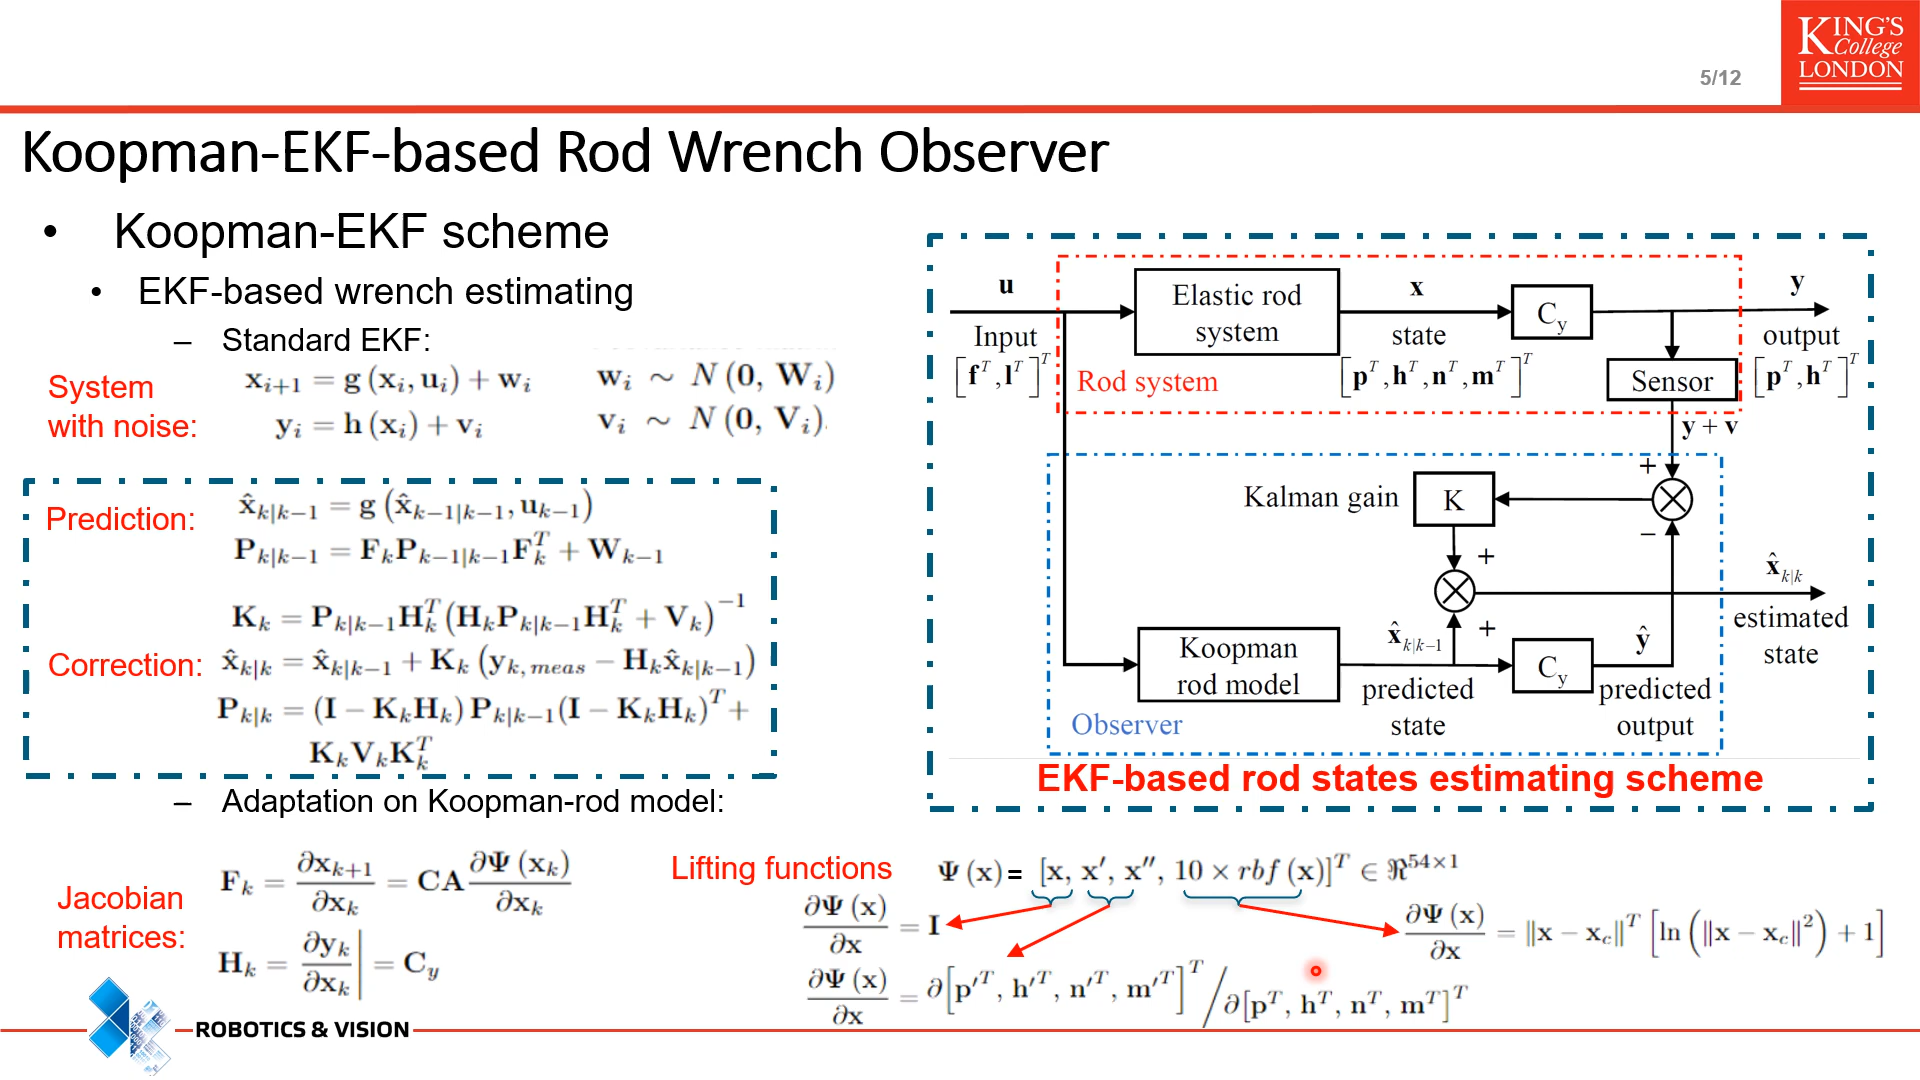 KING'S
College
LONDON
5/12
Koopman-EKF-based Rod Wrench Observer
• Koopman-EKF scheme
• EKF-based wrench estimating
– Standard EKF:
System
with noise:
x_{i+1} = g (x_i, u_i) + w_i    w_i ∼ N (0, W_i)
y_i = h (x_i) + v_i    v_i ∼ N (0, V_i).
Prediction:
x̂_{k|k−1} = g (x̂_{k−1|k−1}, u_{k−1})
P_{k|k−1} = F_k P_{k−1|k−1} F_k^T + W_{k−1}
Correction:
K_k = P_{k|k−1} H_k^T (H_k P_{k|k−1} H_k^T + V_k)^{−1}
x̂_{k|k} = x̂_{k|k−1} + K_k (y_{k, meas} − H_k x̂_{k|k−1})
P_{k|k} = (I − K_k H_k) P_{k|k−1} (I − K_k H_k)^T +
K_k V_k K_k^T
– Adaptation on Koopman-rod model:
Jacobian
matrices:
F_k = ∂x_{k+1} / ∂x_k = CA ∂Ψ (x_k) / ∂x_k
H_k = ∂y_k / ∂x_k | = C_y
u
Input
[f^T, l^T]^T
Rod system
Elastic rod
system
x
state
[p^T, h^T, n^T, m^T]^T
C_y
Sensor
y
output
[p^T, h^T]^T
y + v
+
−
Kalman gain
K
+
+
x̂_{k|k}
estimated
state
Koopman
rod model
x̂_{k|k−1}
predicted
state
C_y
ŷ
predicted
output
Observer
EKF-based rod states estimating scheme
Lifting functions
Ψ (x) = [x, x′, x″, 10 × rbf (x)]^T ∈ ℜ^{54×1}
∂Ψ (x) / ∂x = I
∂Ψ (x) / ∂x = ‖x − x_c‖^T [ln (‖x − x_c‖^2) + 1]
∂Ψ (x) / ∂x = ∂[p′^T, h′^T, n′^T, m′^T]^T / ∂[p^T, h^T, n^T, m^T]^T
ROBOTICS & VISION